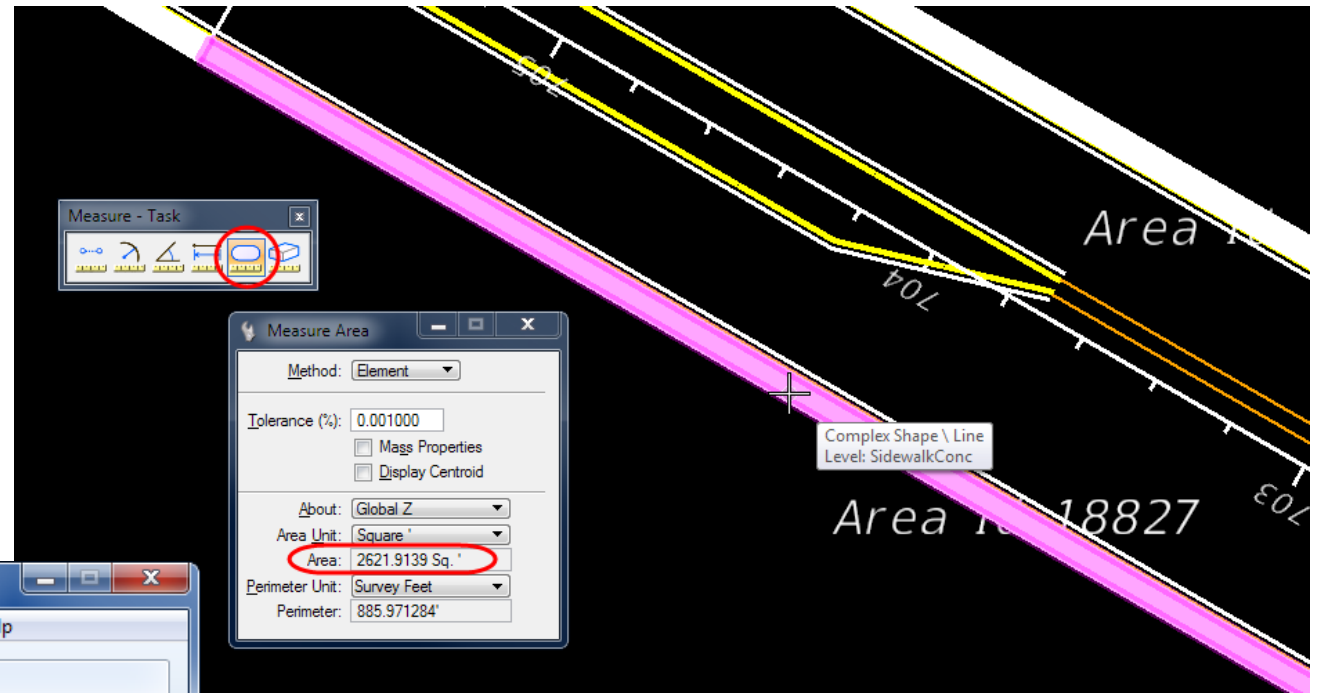 705
Measure - Task
x
Area
704
Measure Area
Method: Element
Tolerance (%): 0.001000
Mass Properties
Display Centroid
Complex Shape \ Line
Level: SidewalkConc
703
About: Global Z
Area 18827
Area Unit: Square '
Area: 2621.9139 Sq. '
Perimeter Unit: Survey Feet
Perimeter: 885.971284'